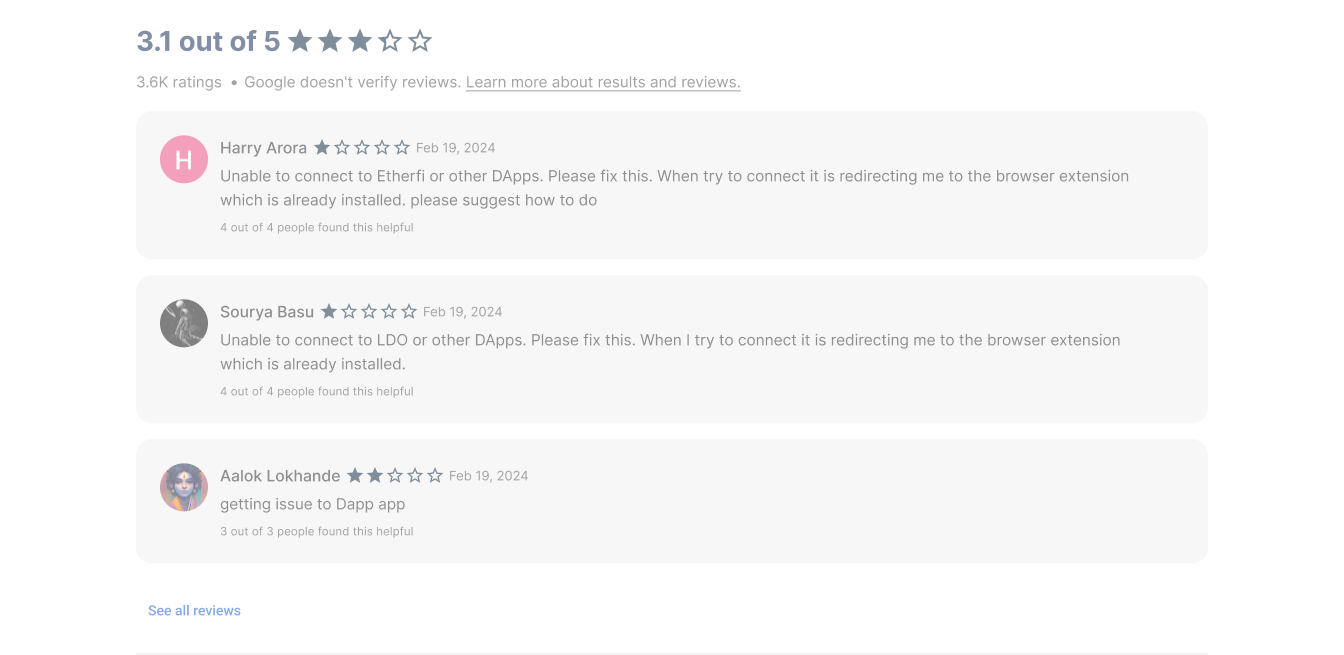 3.1 out of 5
3.6K ratings • Google doesn't verify reviews. Learn more about results and reviews.
H
Harry Arora Feb 19, 2024
Unable to connect to Etherfi or other DApps. Please fix this. When try to connect it is redirecting me to the browser extension
which is already installed. please suggest how to do
4 out of 4 people found this helpful
Sourya Basu Feb 19, 2024
Unable to connect to LDO or other DApps. Please fix this. When I try to connect it is redirecting me to the browser extension
which is already installed.
4 out of 4 people found this helpful
Aalok Lokhande Feb 19, 2024
getting issue to Dapp app
3 out of 3 people found this helpful
See all reviews